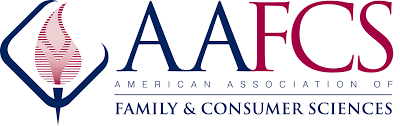 AAFCS
AMERICAN ASSOCIATION OF
FAMILY & CONSUMER SCIENCES